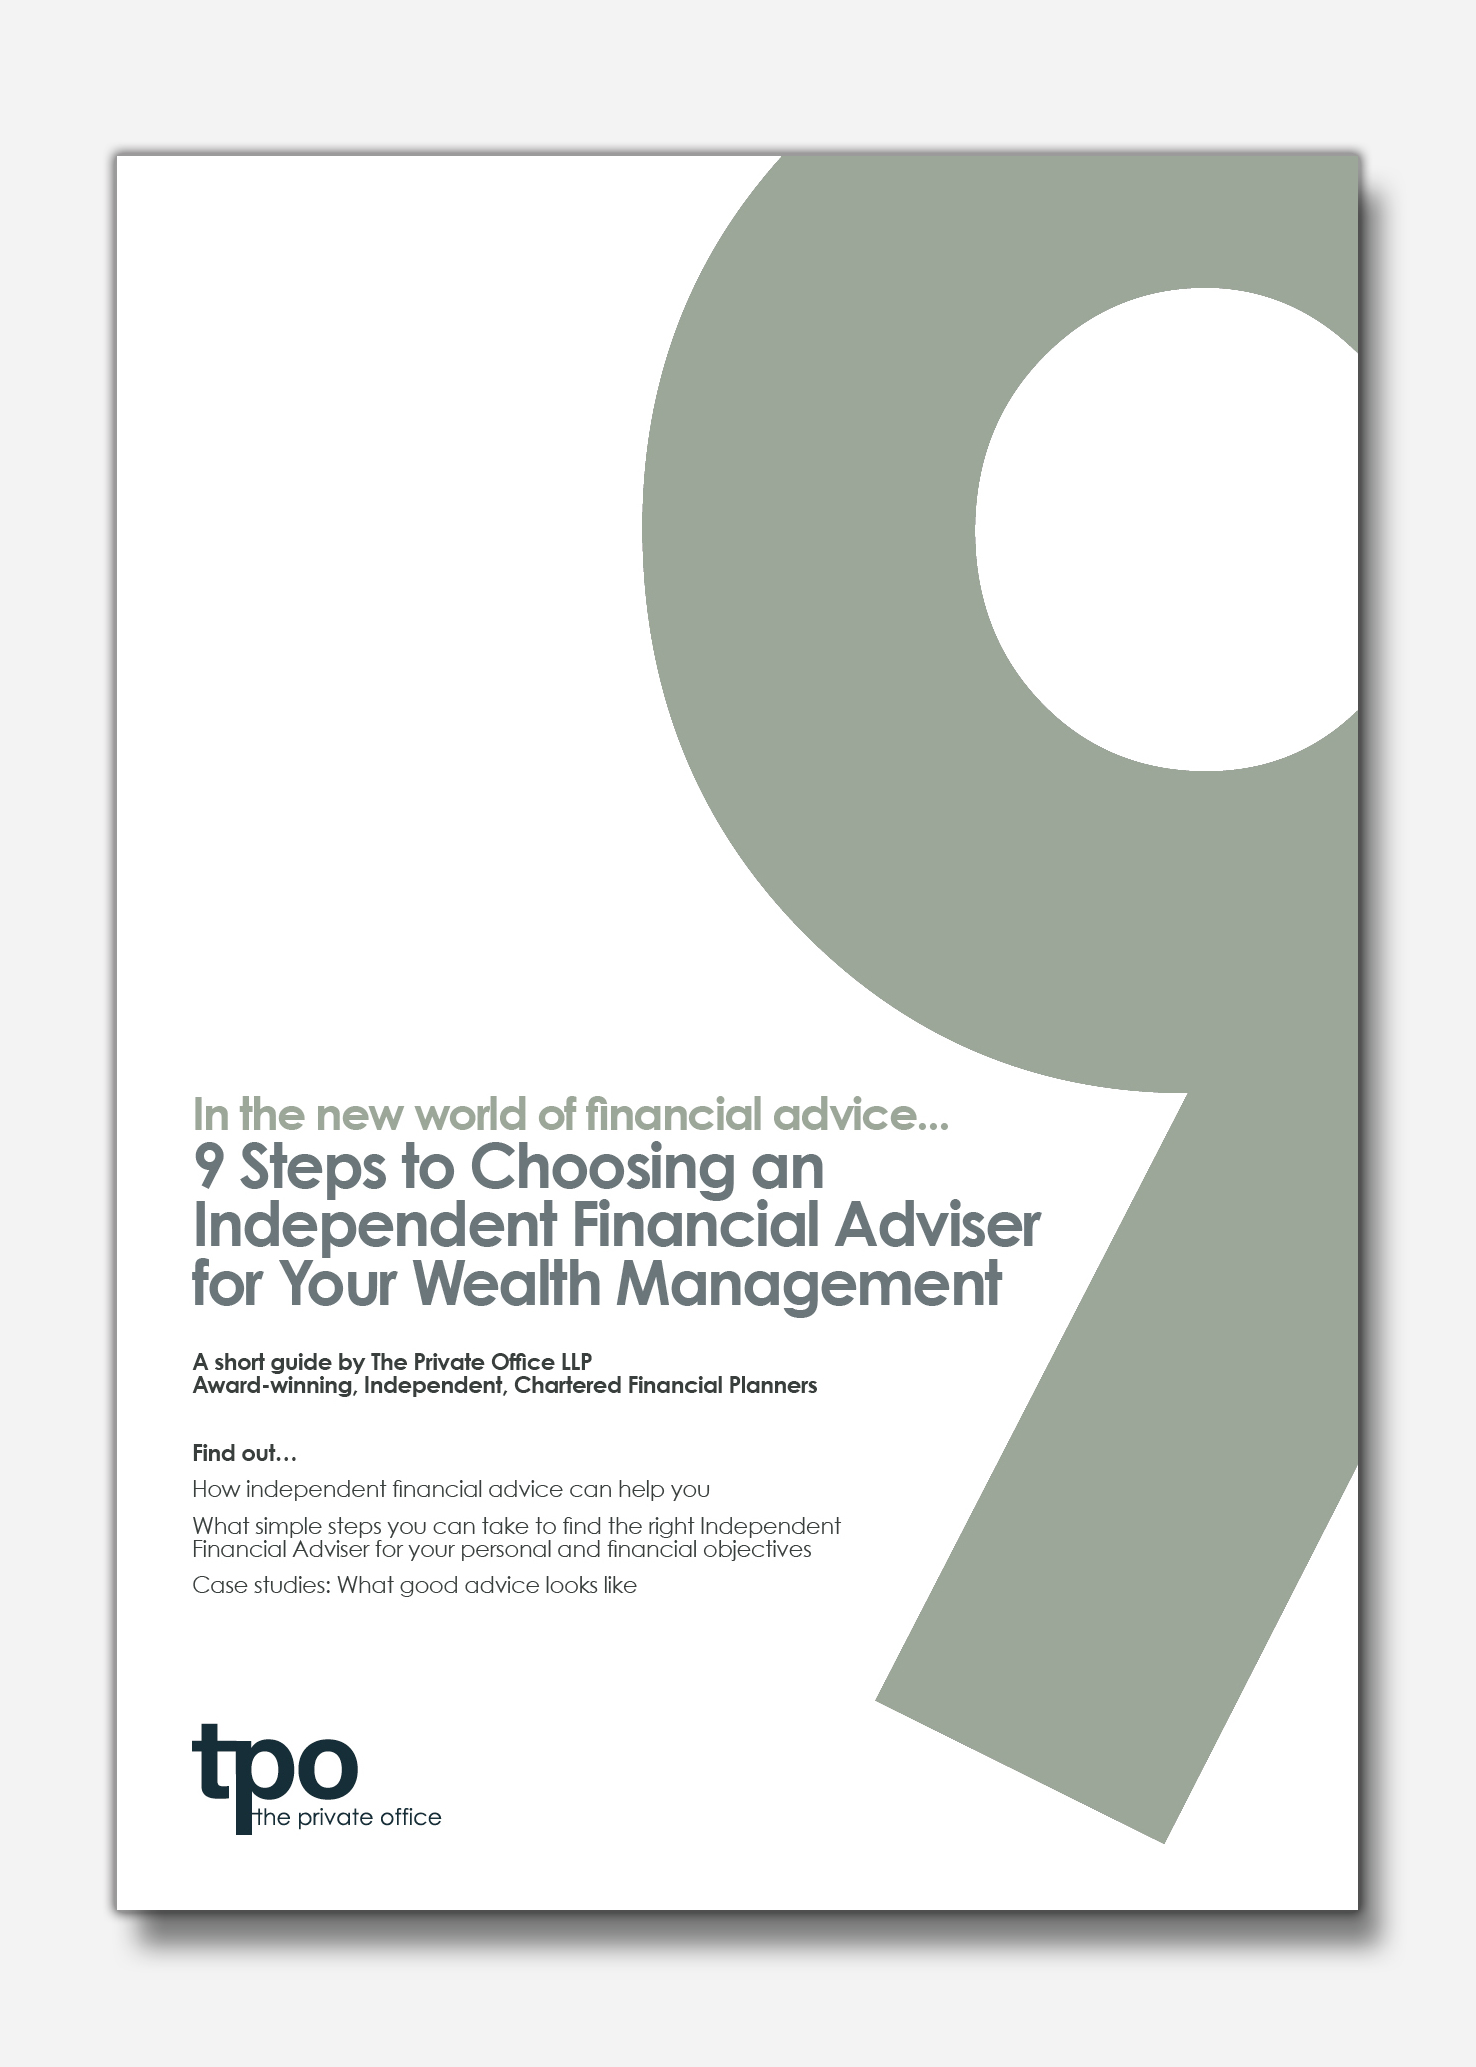 9
In the new world of financial advice...
9 Steps to Choosing an
Independent Financial Adviser
for Your Wealth Management
A short guide by The Private Office LLP
Award-winning, Independent, Chartered Financial Planners
Find out…
How independent financial advice can help you
What simple steps you can take to find the right Independent
Financial Adviser for your personal and financial objectives
Case studies: What good advice looks like
tpo
the private office